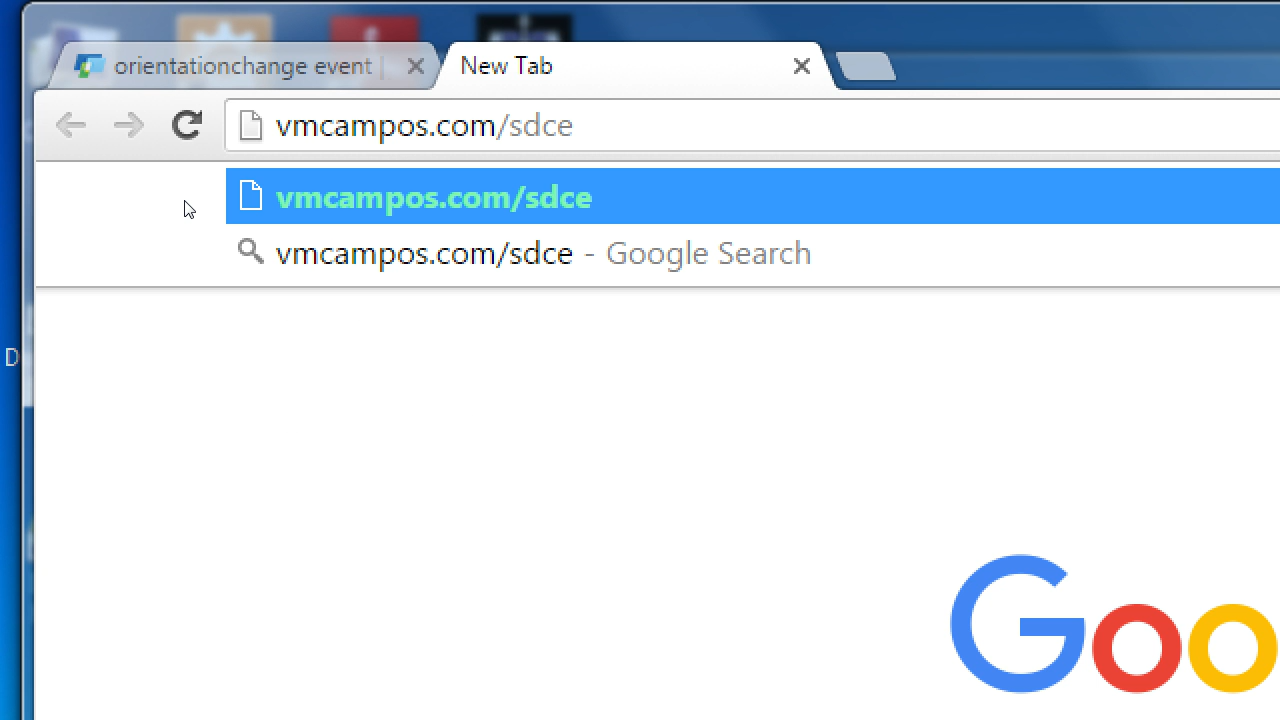 orientationchange event |
New Tab
vmcampos.com/sdce
vmcampos.com/sdce
vmcampos.com/sdce - Google Search
D
Goo